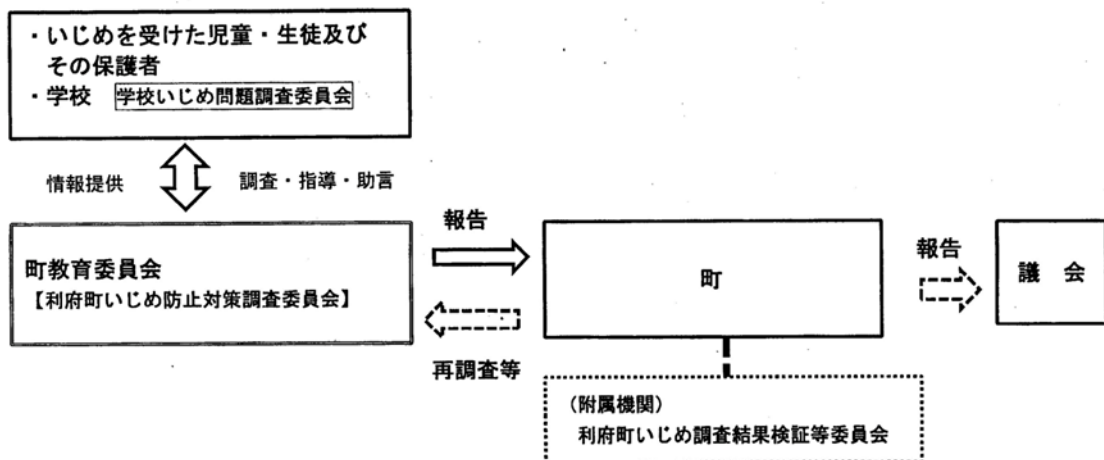 ・いじめを受けた児童・生徒及び
その保護者
・学校 学校いじめ問題調査委員会
情報提供
調査・指導・助言
町教育委員会
【利府町いじめ防止対策調査委員会】
報告
再調査等
町
(附属機関)
利府町いじめ調査結果検証等委員会
報告
議 会